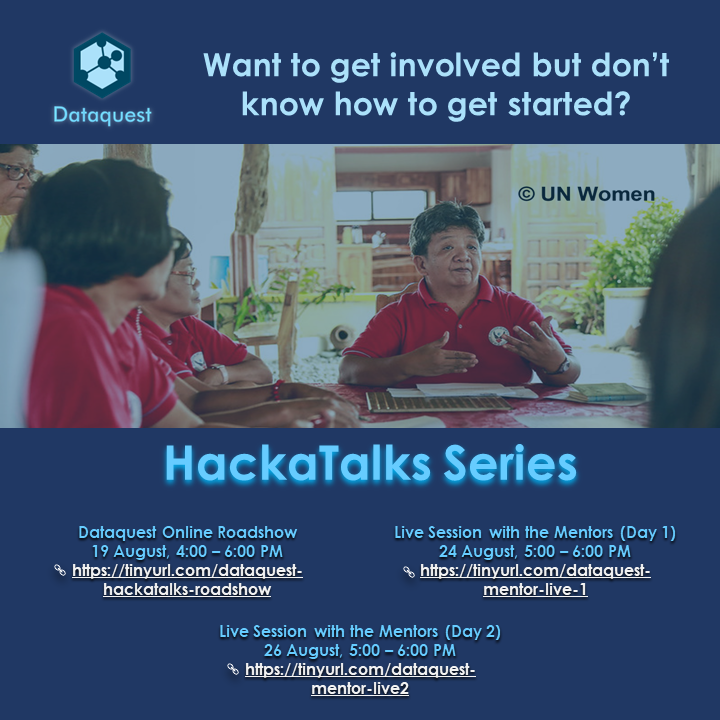 Dataquest
Want to get involved but don’t
know how to get started?
© UN Women
HackaTalks Series
Dataquest Online Roadshow
19 August, 4:00 – 6:00 PM
https://tinyurl.com/dataquest-
hackatalks-roadshow
Live Session with the Mentors (Day 1)
24 August, 5:00 – 6:00 PM
https://tinyurl.com/dataquest-
mentor-live-1
Live Session with the Mentors (Day 2)
26 August, 5:00 – 6:00 PM
https://tinyurl.com/dataquest-
mentor-live2